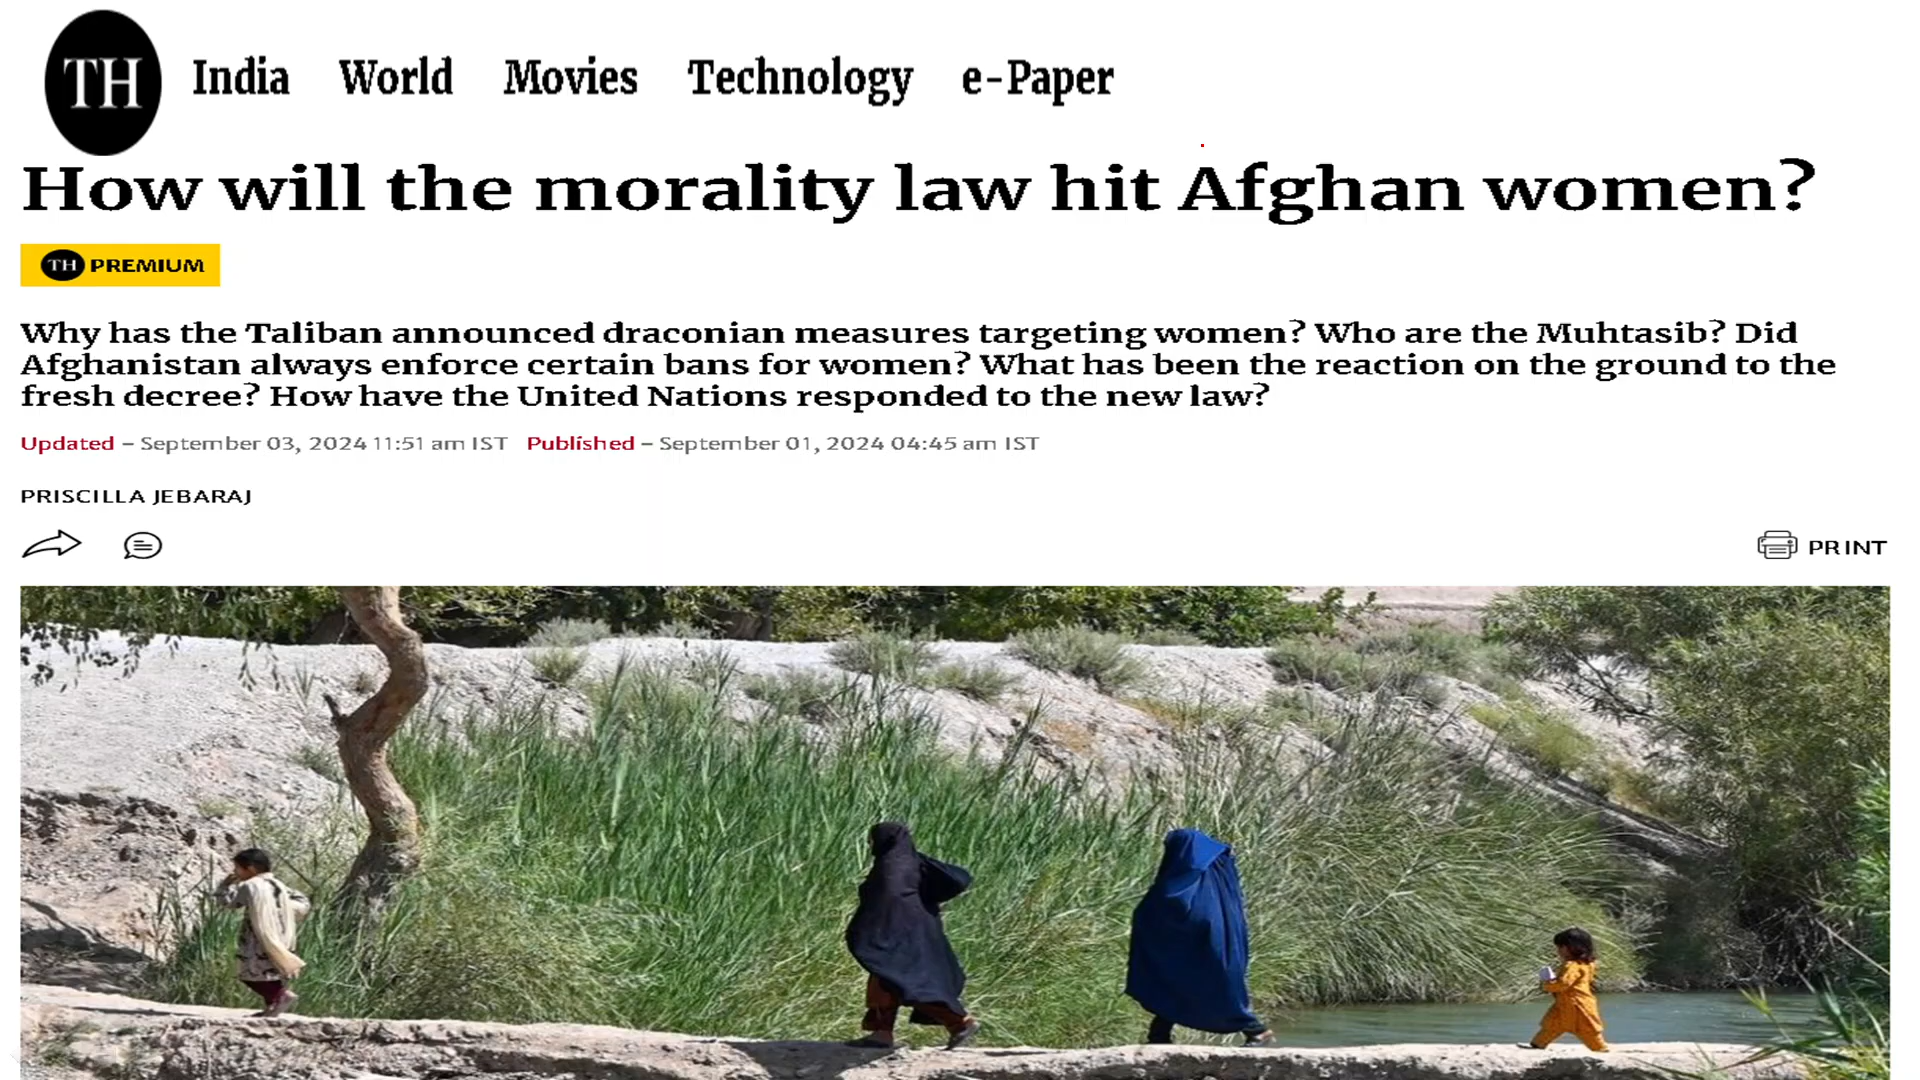 TH India World Movies Technology e-Paper
How will the morality law hit Afghan women?
TH PREMIUM
Why has the Taliban announced draconian measures targeting women? Who are the Muhtasib? Did
Afghanistan always enforce certain bans for women? What has been the reaction on the ground to the
fresh decree? How have the United Nations responded to the new law?
Updated – September 03, 2024 11:51 am IST Published – September 01, 2024 04:45 am IST
PRISCILLA JEBARAJ
PRINT